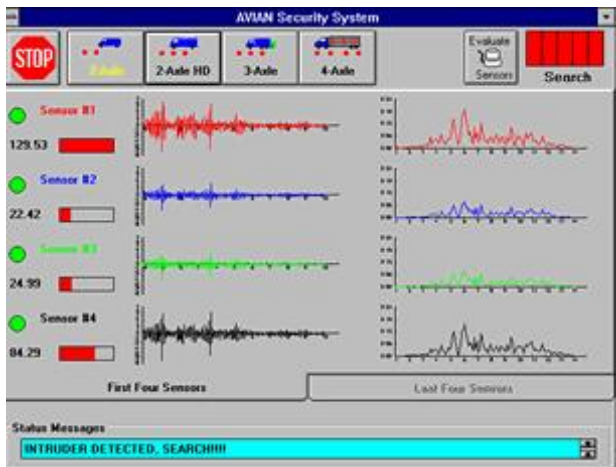 AVIAN Security System
STOP
2-Axle
2-Axle HD
3-Axle
4-Axle
Evaluate
Sensors
Search
Sensor #1
129.53
Sensor #2
22.42
Sensor #3
24.99
Sensor #4
84.29
First Four Sensors
Last Four Sensors
Status Messages
INTRUDER DETECTED, SEARCH!!!!